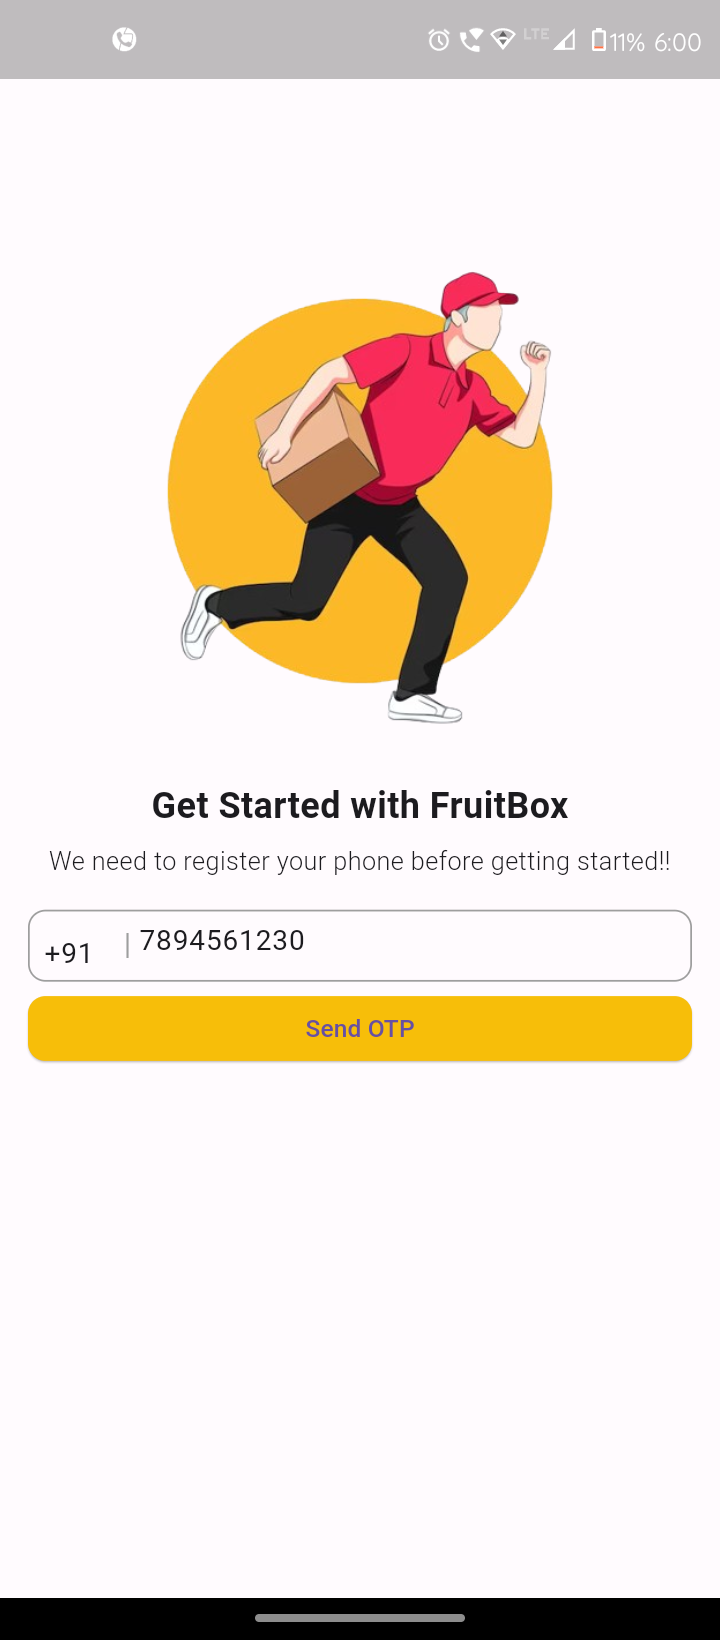 LTE 11% 6:00
Get Started with FruitBox
We need to register your phone before getting started!!
+91 | 7894561230
Send OTP